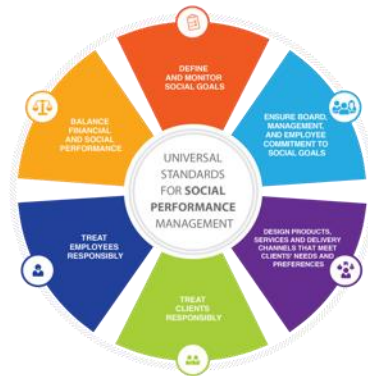 DEFINE
AND MONITOR
SOCIAL GOALS
ENSURE BOARD,
MANAGEMENT,
AND EMPLOYEE
COMMITMENT TO
SOCIAL GOALS
DESIGN PRODUCTS,
SERVICES AND DELIVERY
CHANNELS THAT MEET
CLIENTS' NEEDS AND
PREFERENCES
TREAT
CLIENTS
RESPONSIBLY
TREAT
EMPLOYEES
RESPONSIBLY
BALANCE
FINANCIAL
AND SOCIAL
PERFORMANCE
UNIVERSAL
STANDARDS
FOR SOCIAL
PERFORMANCE
MANAGEMENT